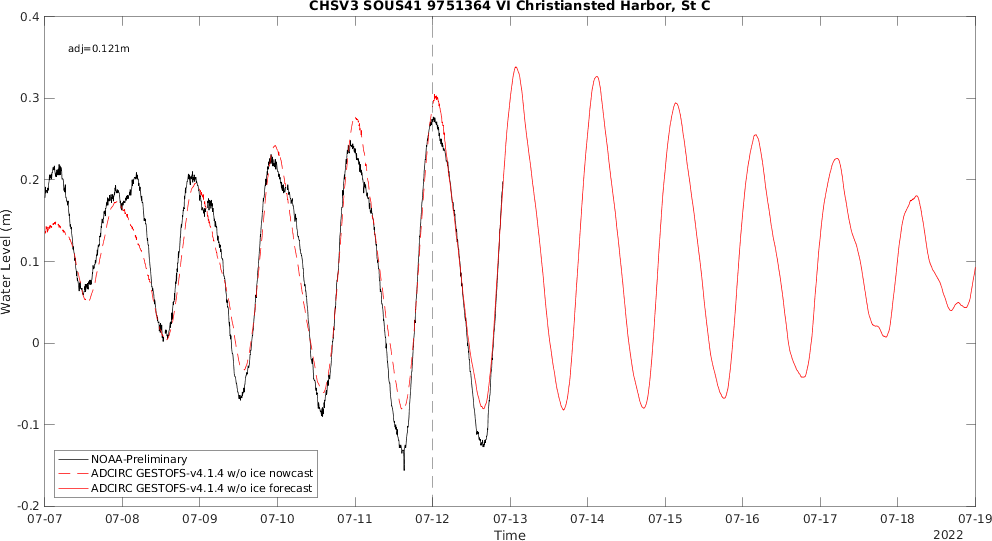 CHSV3 SOUS41 9751364 VI Christiansted Harbor, St C
adj=0.121m
0.4
0.3
0.2
0.1
0
-0.1
-0.2
Water Level (m)
NOAA-Preliminary
ADCIRC GESTOFS-v4.1.4 w/o ice nowcast
ADCIRC GESTOFS-v4.1.4 w/o ice forecast
07-07 07-08 07-09 07-10 07-11 07-12 07-13 07-14 07-15 07-16 07-17 07-18 07-19
Time
2022